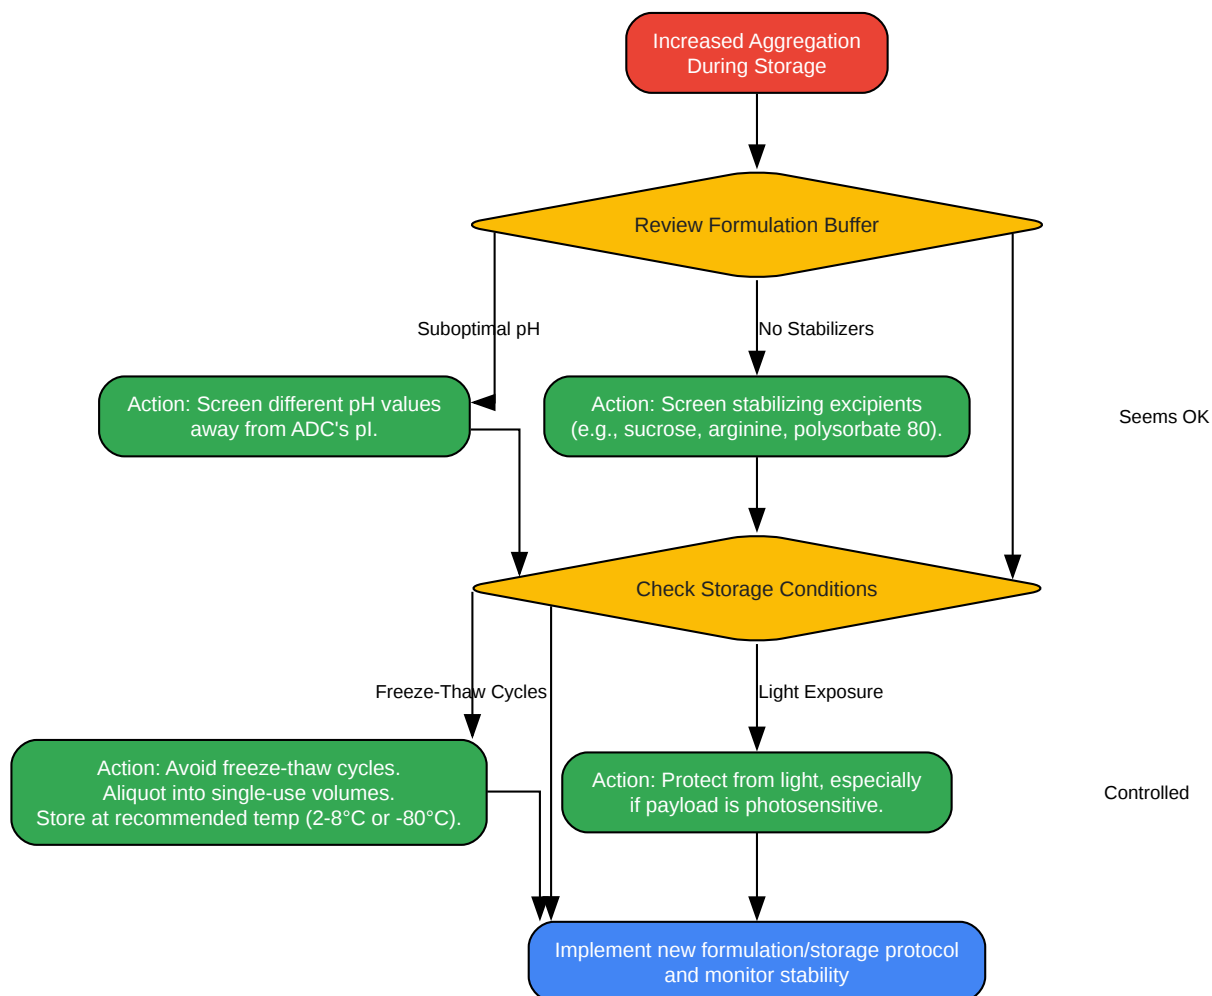 Increased Aggregation
During Storage
Review Formulation Buffer
Suboptimal pH
No Stabilizers
Action: Screen different pH values
away from ADC's pI.
Action: Screen stabilizing excipients
(e.g., sucrose, arginine, polysorbate 80).
Seems OK
Check Storage Conditions
Freeze-Thaw Cycles
Light Exposure
Action: Avoid freeze-thaw cycles.
Aliquot into single-use volumes.
Store at recommended temp (2-8°C or -80°C).
Action: Protect from light, especially
if payload is photosensitive.
Controlled
Implement new formulation/storage protocol
and monitor stability